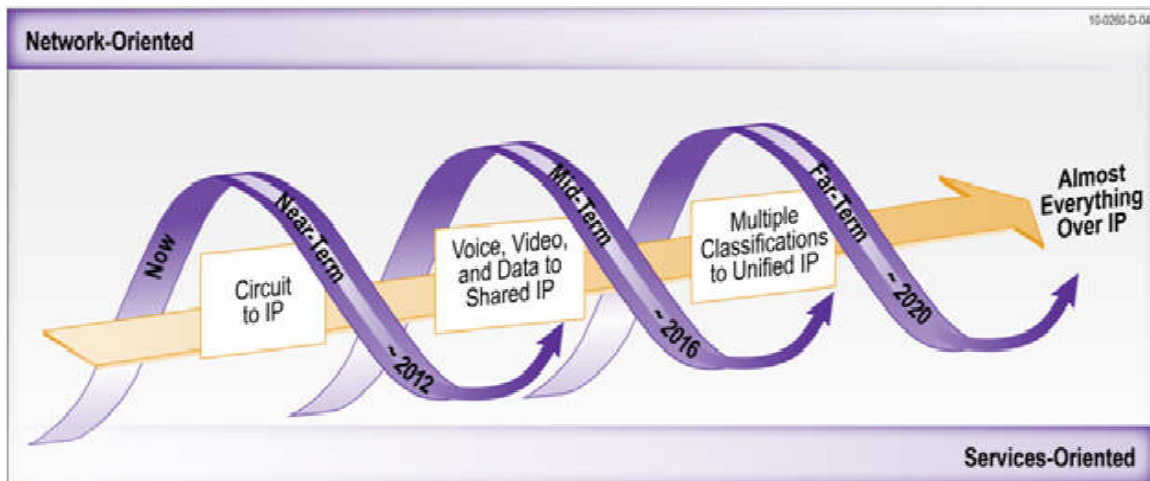 10-0260-D-04
Network-Oriented
Now
Near-Term
~ 2012
Circuit
to IP
Voice, Video,
and Data to
Shared IP
Mid-Term
~ 2016
Multiple
Classifications
to Unified IP
Far-Term
~ 2020
Almost
Everything
Over IP
Services-Oriented